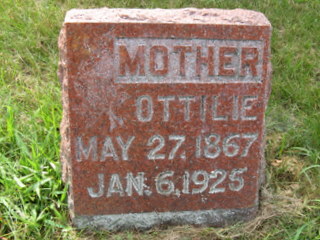 MOTHER
OTTILIE
MAY 27, 1867
JAN. 6, 1925